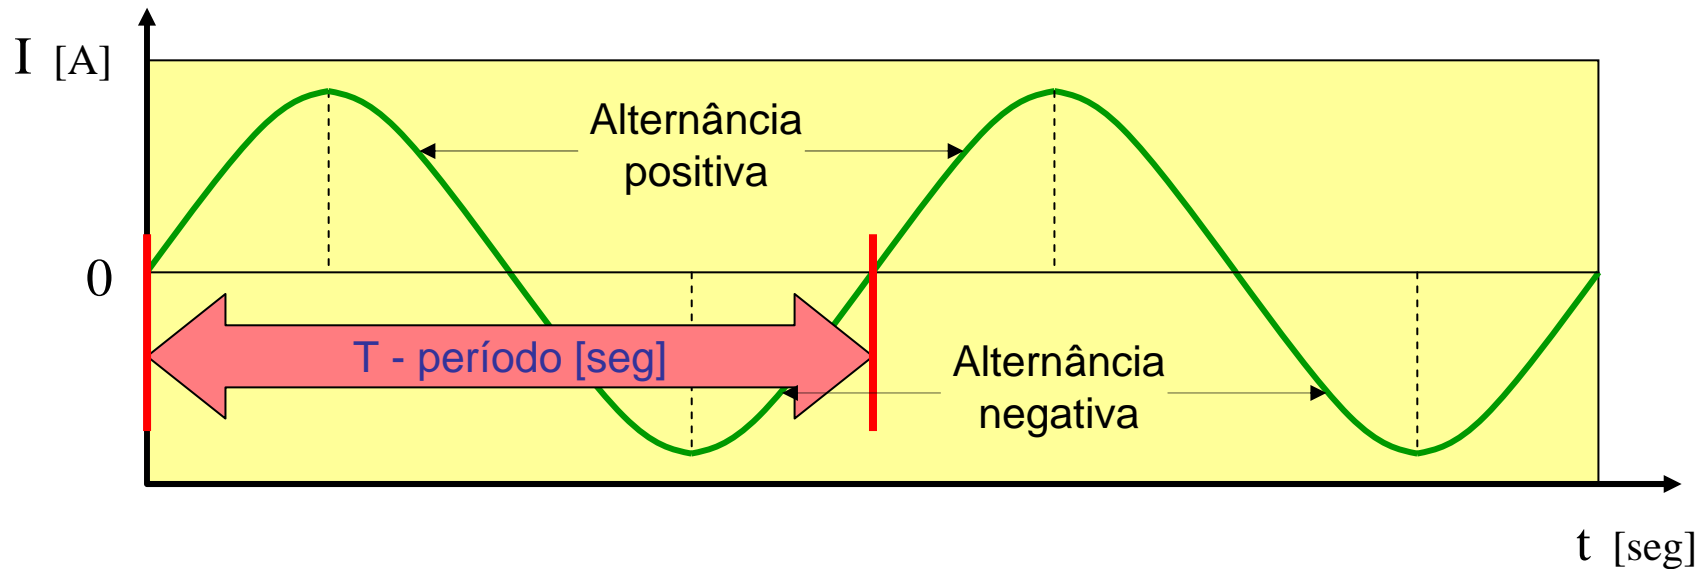 I [A]
Alternância
positiva
0
T - período [seg]
Alternância
negativa
t [seg]